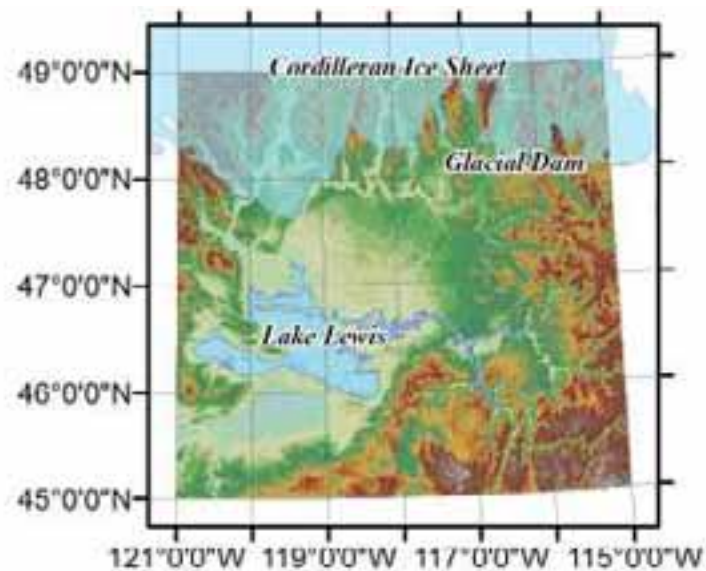 Cordilleran Ice Sheet
49°0'0"N
Glacial Dam
48°0'0"N
47°0'0"N
Lake Lewis
46°0'0"N
45°0'0"N
121°0'0"W 119°0'0"W 117°0'0"W 115°0'0"W